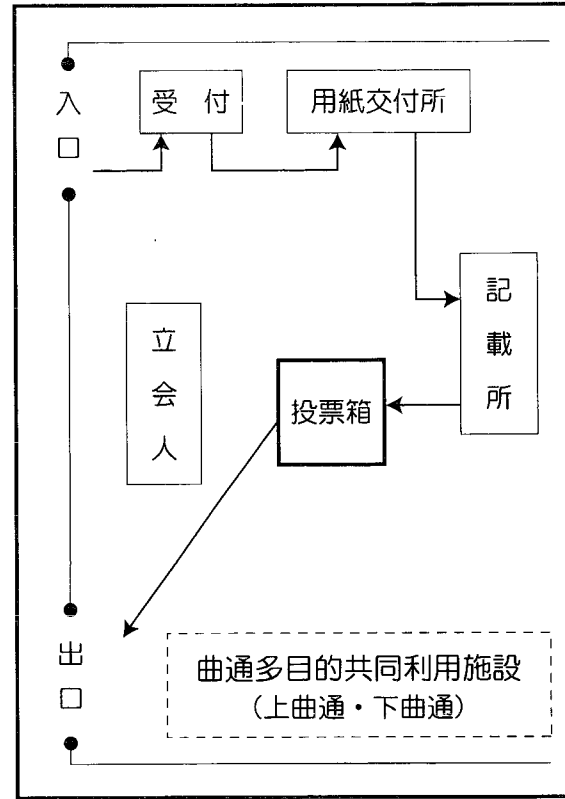 入口
受付
用紙交付所
記載所
立会人
投票箱
出口
曲通多目的共同利用施設
（上曲通・下曲通）